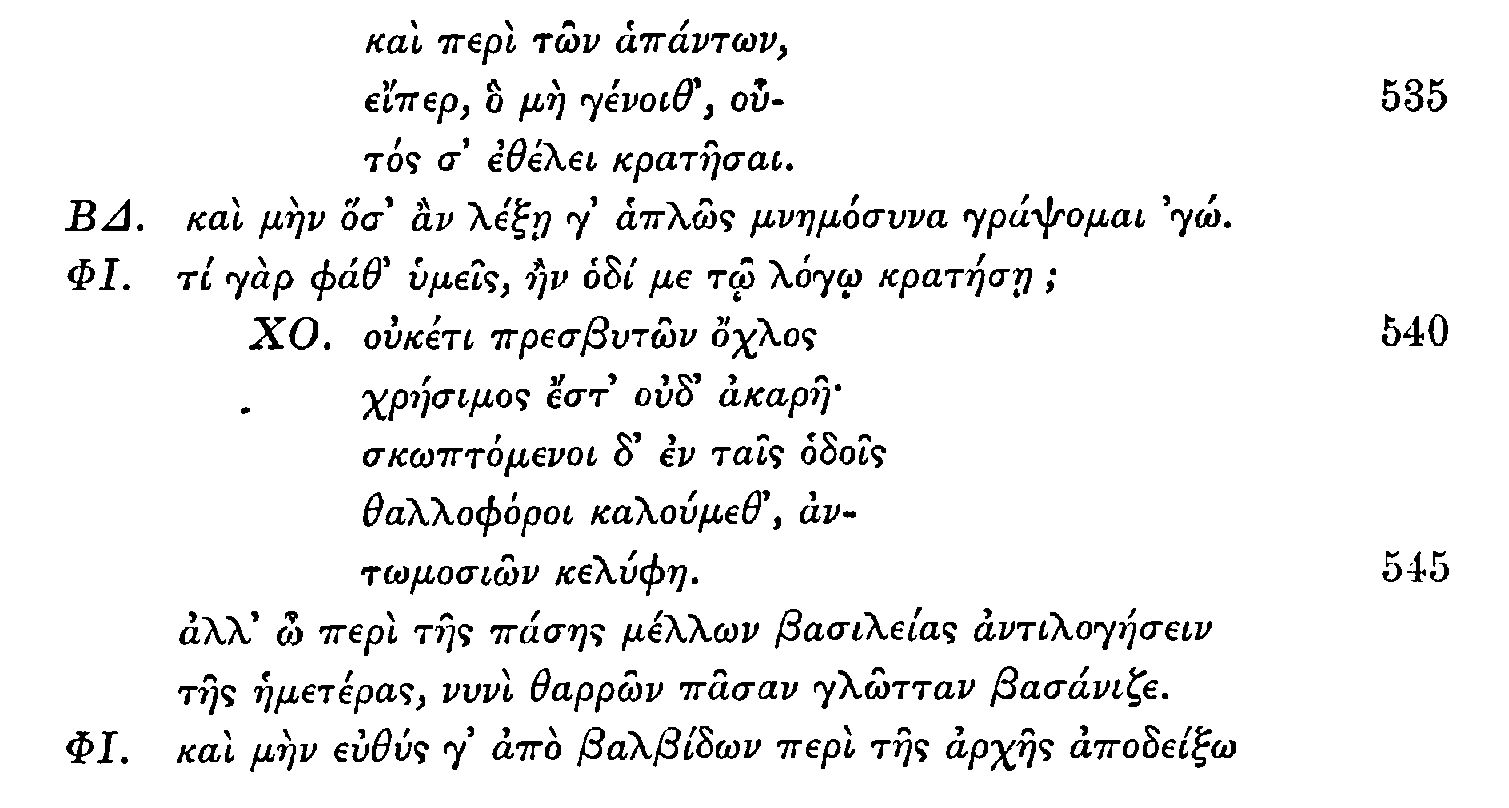 καὶ περὶ τῶν ἁπάντων,
εἴπερ, ὃ μὴ γένοιθ’, οὗ- 535
τός σ’ ἐθέλει κρατῆσαι.
ΒΔ. καὶ μὴν ὅσ’ ἂν λέξῃ γ’ ἁπλῶς μνημόσυνα γράψομαι ’γώ.
ΦΙ. τί γὰρ φάθ’ ὑμεῖς, ἢν ὁδί με τῷ λόγῳ κρατήσῃ ;
ΧΟ. οὐκέτι πρεσβυτῶν ὄχλος 540
χρήσιμος ἔστ’ οὐδ’ ἀκαρῆ·
σκωπτόμενοι δ’ ἐν ταῖς ὁδοῖς
θαλλοφόροι καλούμεθ’, ἀν-
τωμοσιῶν κελύφη. 545
ἀλλ’ ὦ περὶ τῆς πάσης μέλλων βασιλείας ἀντιλογήσειν
τῆς ἡμετέρας, νυνὶ θαρρῶν πᾶσαν γλῶτταν βασάνιζε.
ΦΙ. καὶ μὴν εὐθύς γ’ ἀπὸ βαλβίδων περὶ τῆς ἀρχῆς ἀποδείξω